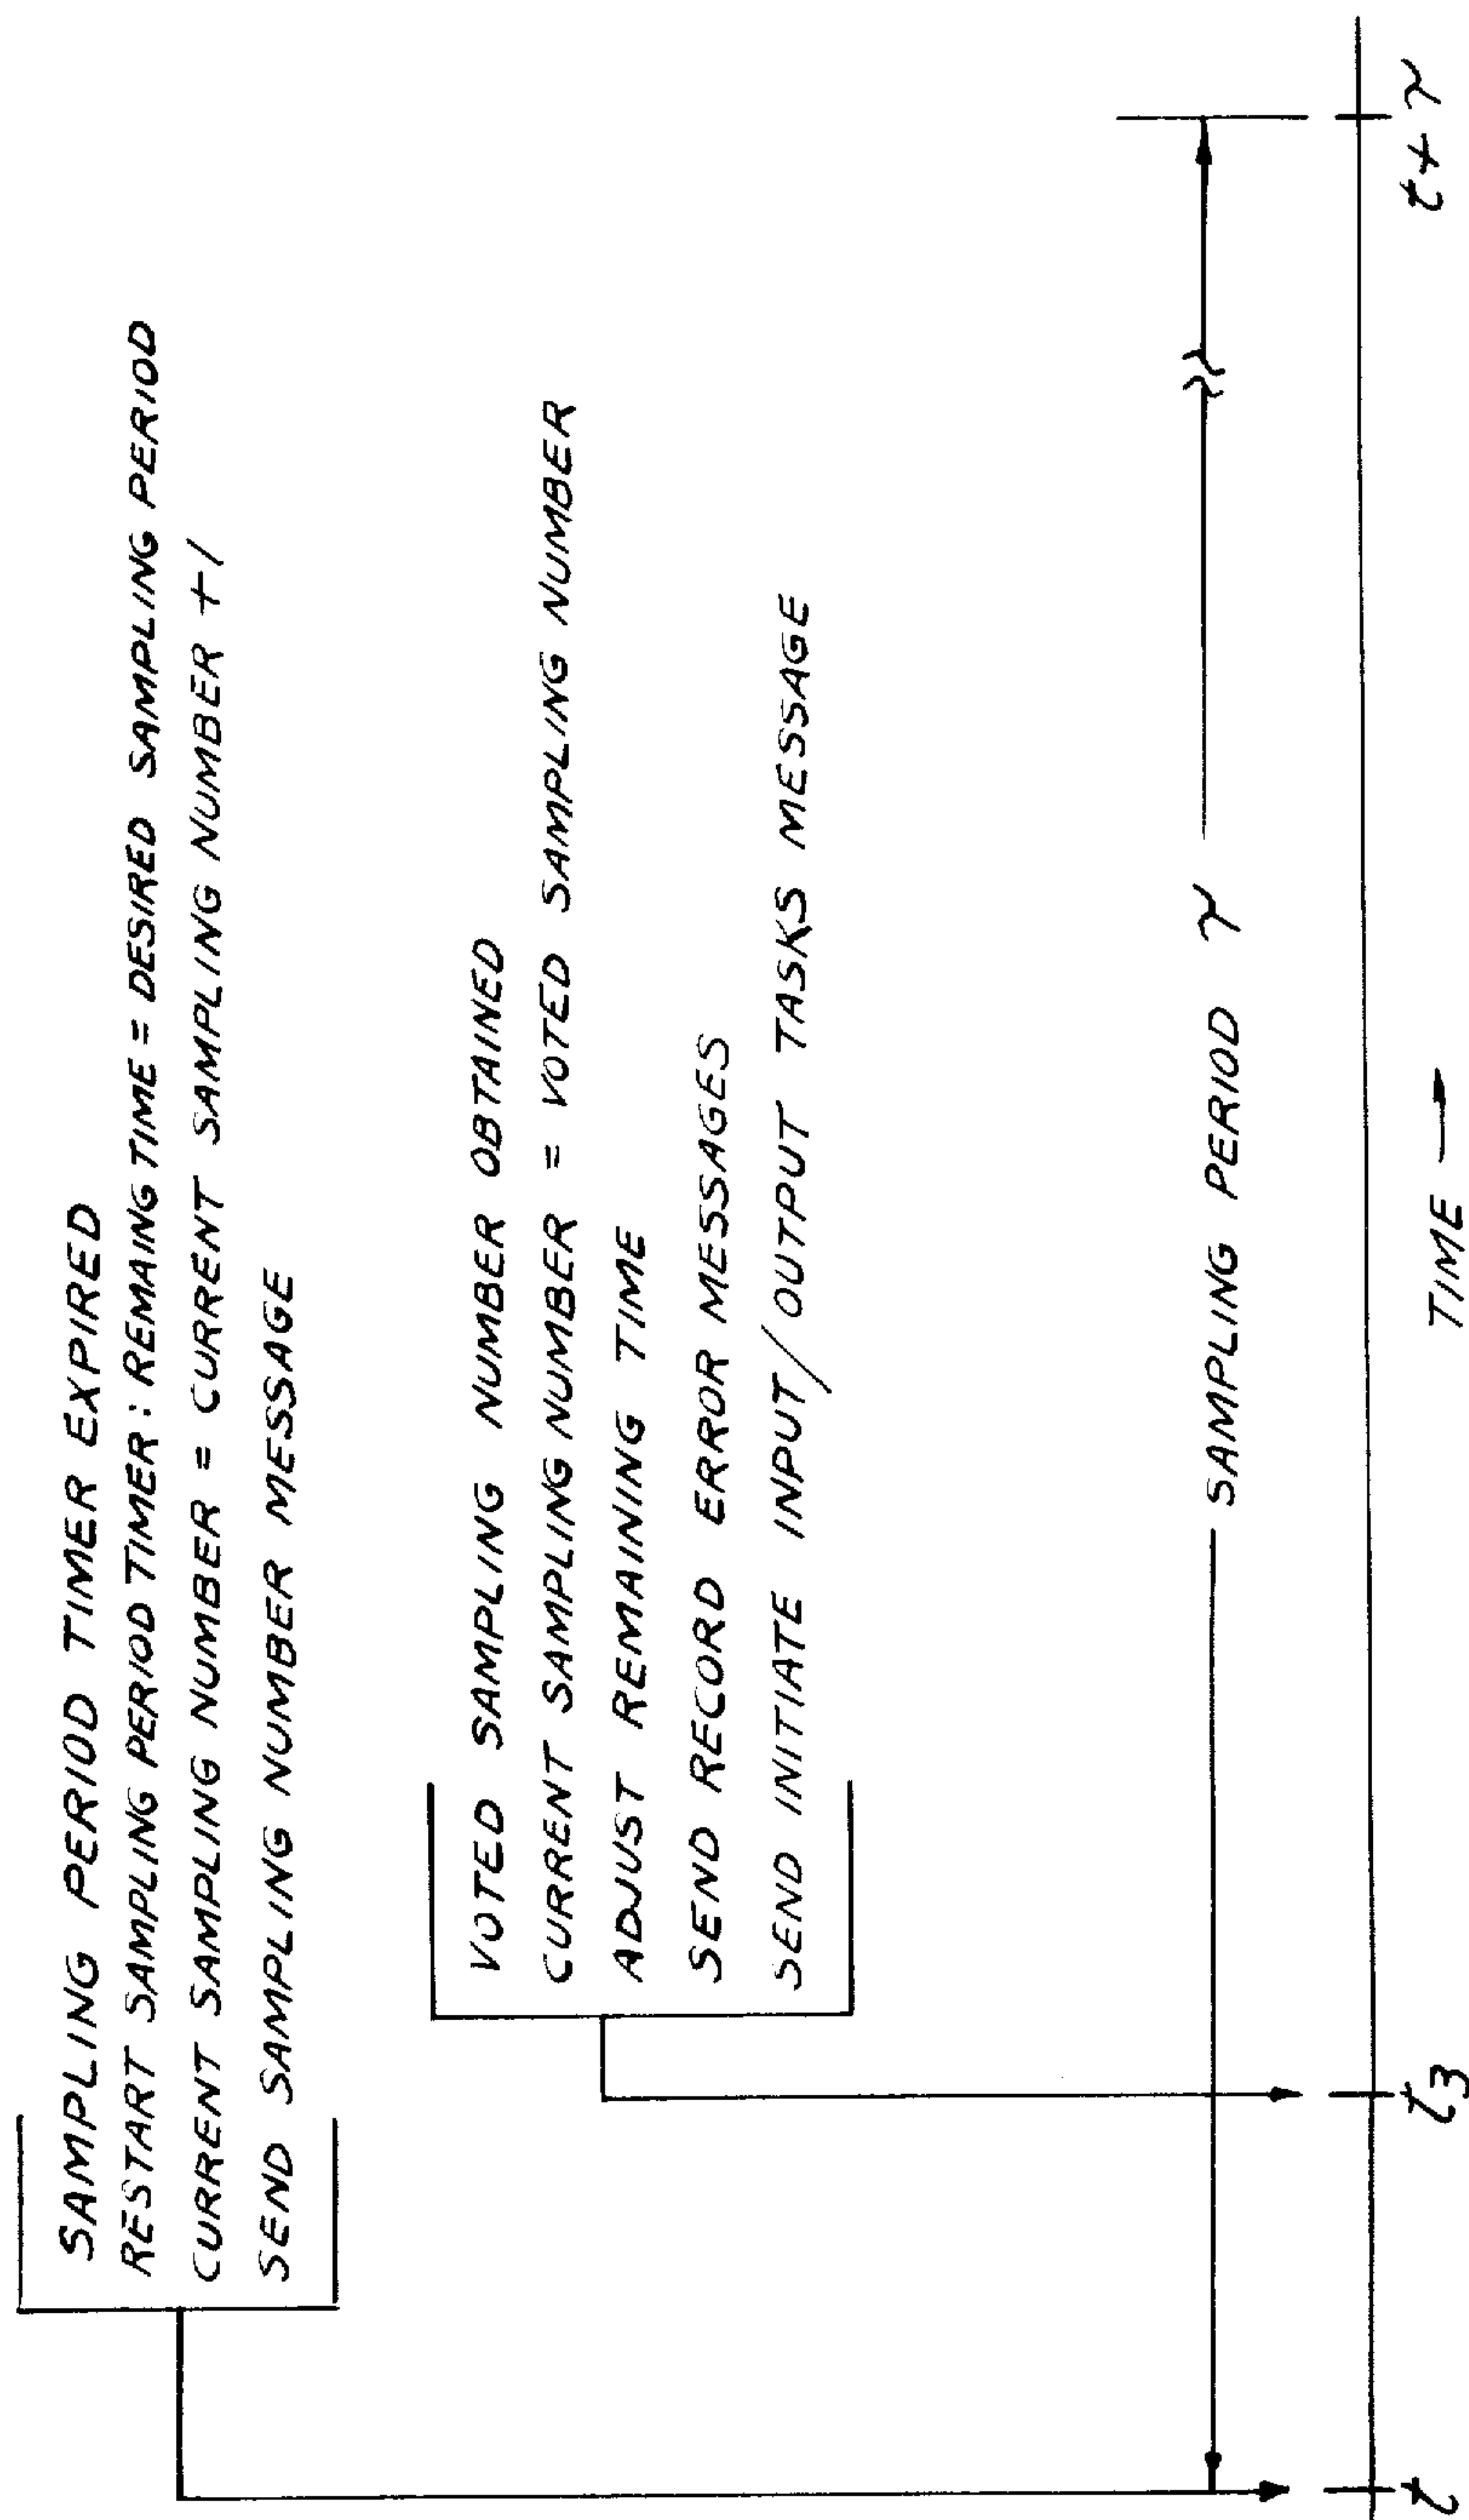 SAMPLING PERIOD TIMER EXPIRED
RESTART SAMPLING PERIOD TIMER: REMAING TIME = DESIRED SAMPLING PERIOD
CURRENT SAMPLING NUMBER = CURRENT SAMPLING NUMBER +1
SEND SAMPLING NUMBER MESSAGE
VOTED SAMPLING NUMBER OBTAINED
CURRENT SAMPLING NUMBER = VOTED SAMPLING NUMBER
ADJUST REMAINING TIME
SEND RECORD ERROR MESSAGES
SEND INITIATE INPUT/OUTPUT TASKS MESSAGE
SAMPLING PERIOD τ
t t3 t+τ
TIME